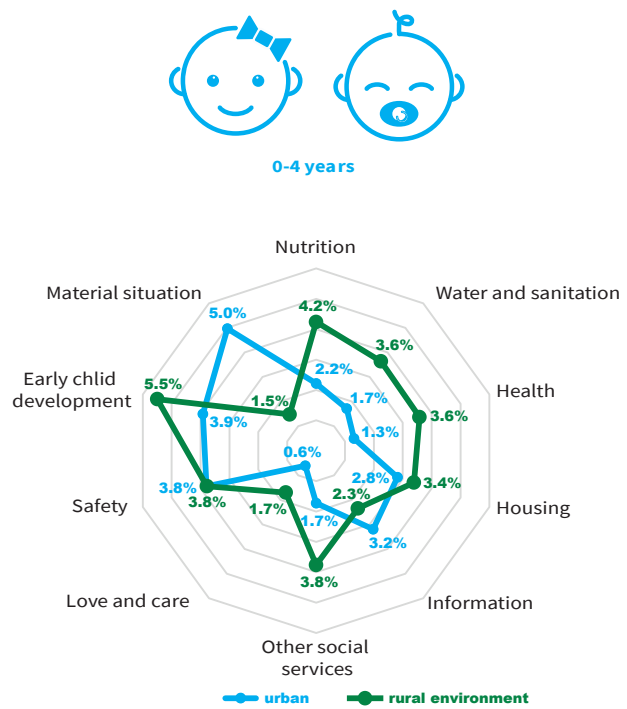 0-4 years
Nutrition
Material situation
Water and sanitation
5.0%
4.2%
3.6%
Early chlid
development
5.5%
3.9%
1.5%
2.2%
1.7%
1.3%
3.6%
Health
0.6%
2.8%
3.4%
Safety
3.8%
3.8%
1.7%
1.7%
2.3%
3.2%
Housing
3.8%
Love and care
Information
Other social
services
urban
rural environment